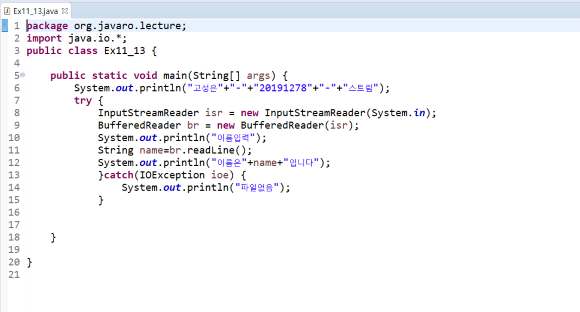 Ex11_13.java
1 package org.javaro.lecture;
2 import java.io.*;
3 public class Ex11_13 {
4
5     public static void main(String[] args) {
6         System.out.println("고성은"+"-"+"20191278"+"-"+"스트림");
7         try {
8             InputStreamReader isr = new InputStreamReader(System.in);
9             BufferedReader br = new BufferedReader(isr);
10             System.out.println("이름입력");
11             String name=br.readLine();
12             System.out.println("이름은"+name+"입니다");
13             }catch(IOException ioe) {
14                 System.out.println("파일없음");
15             }
16
17
18     }
19
20 }
21